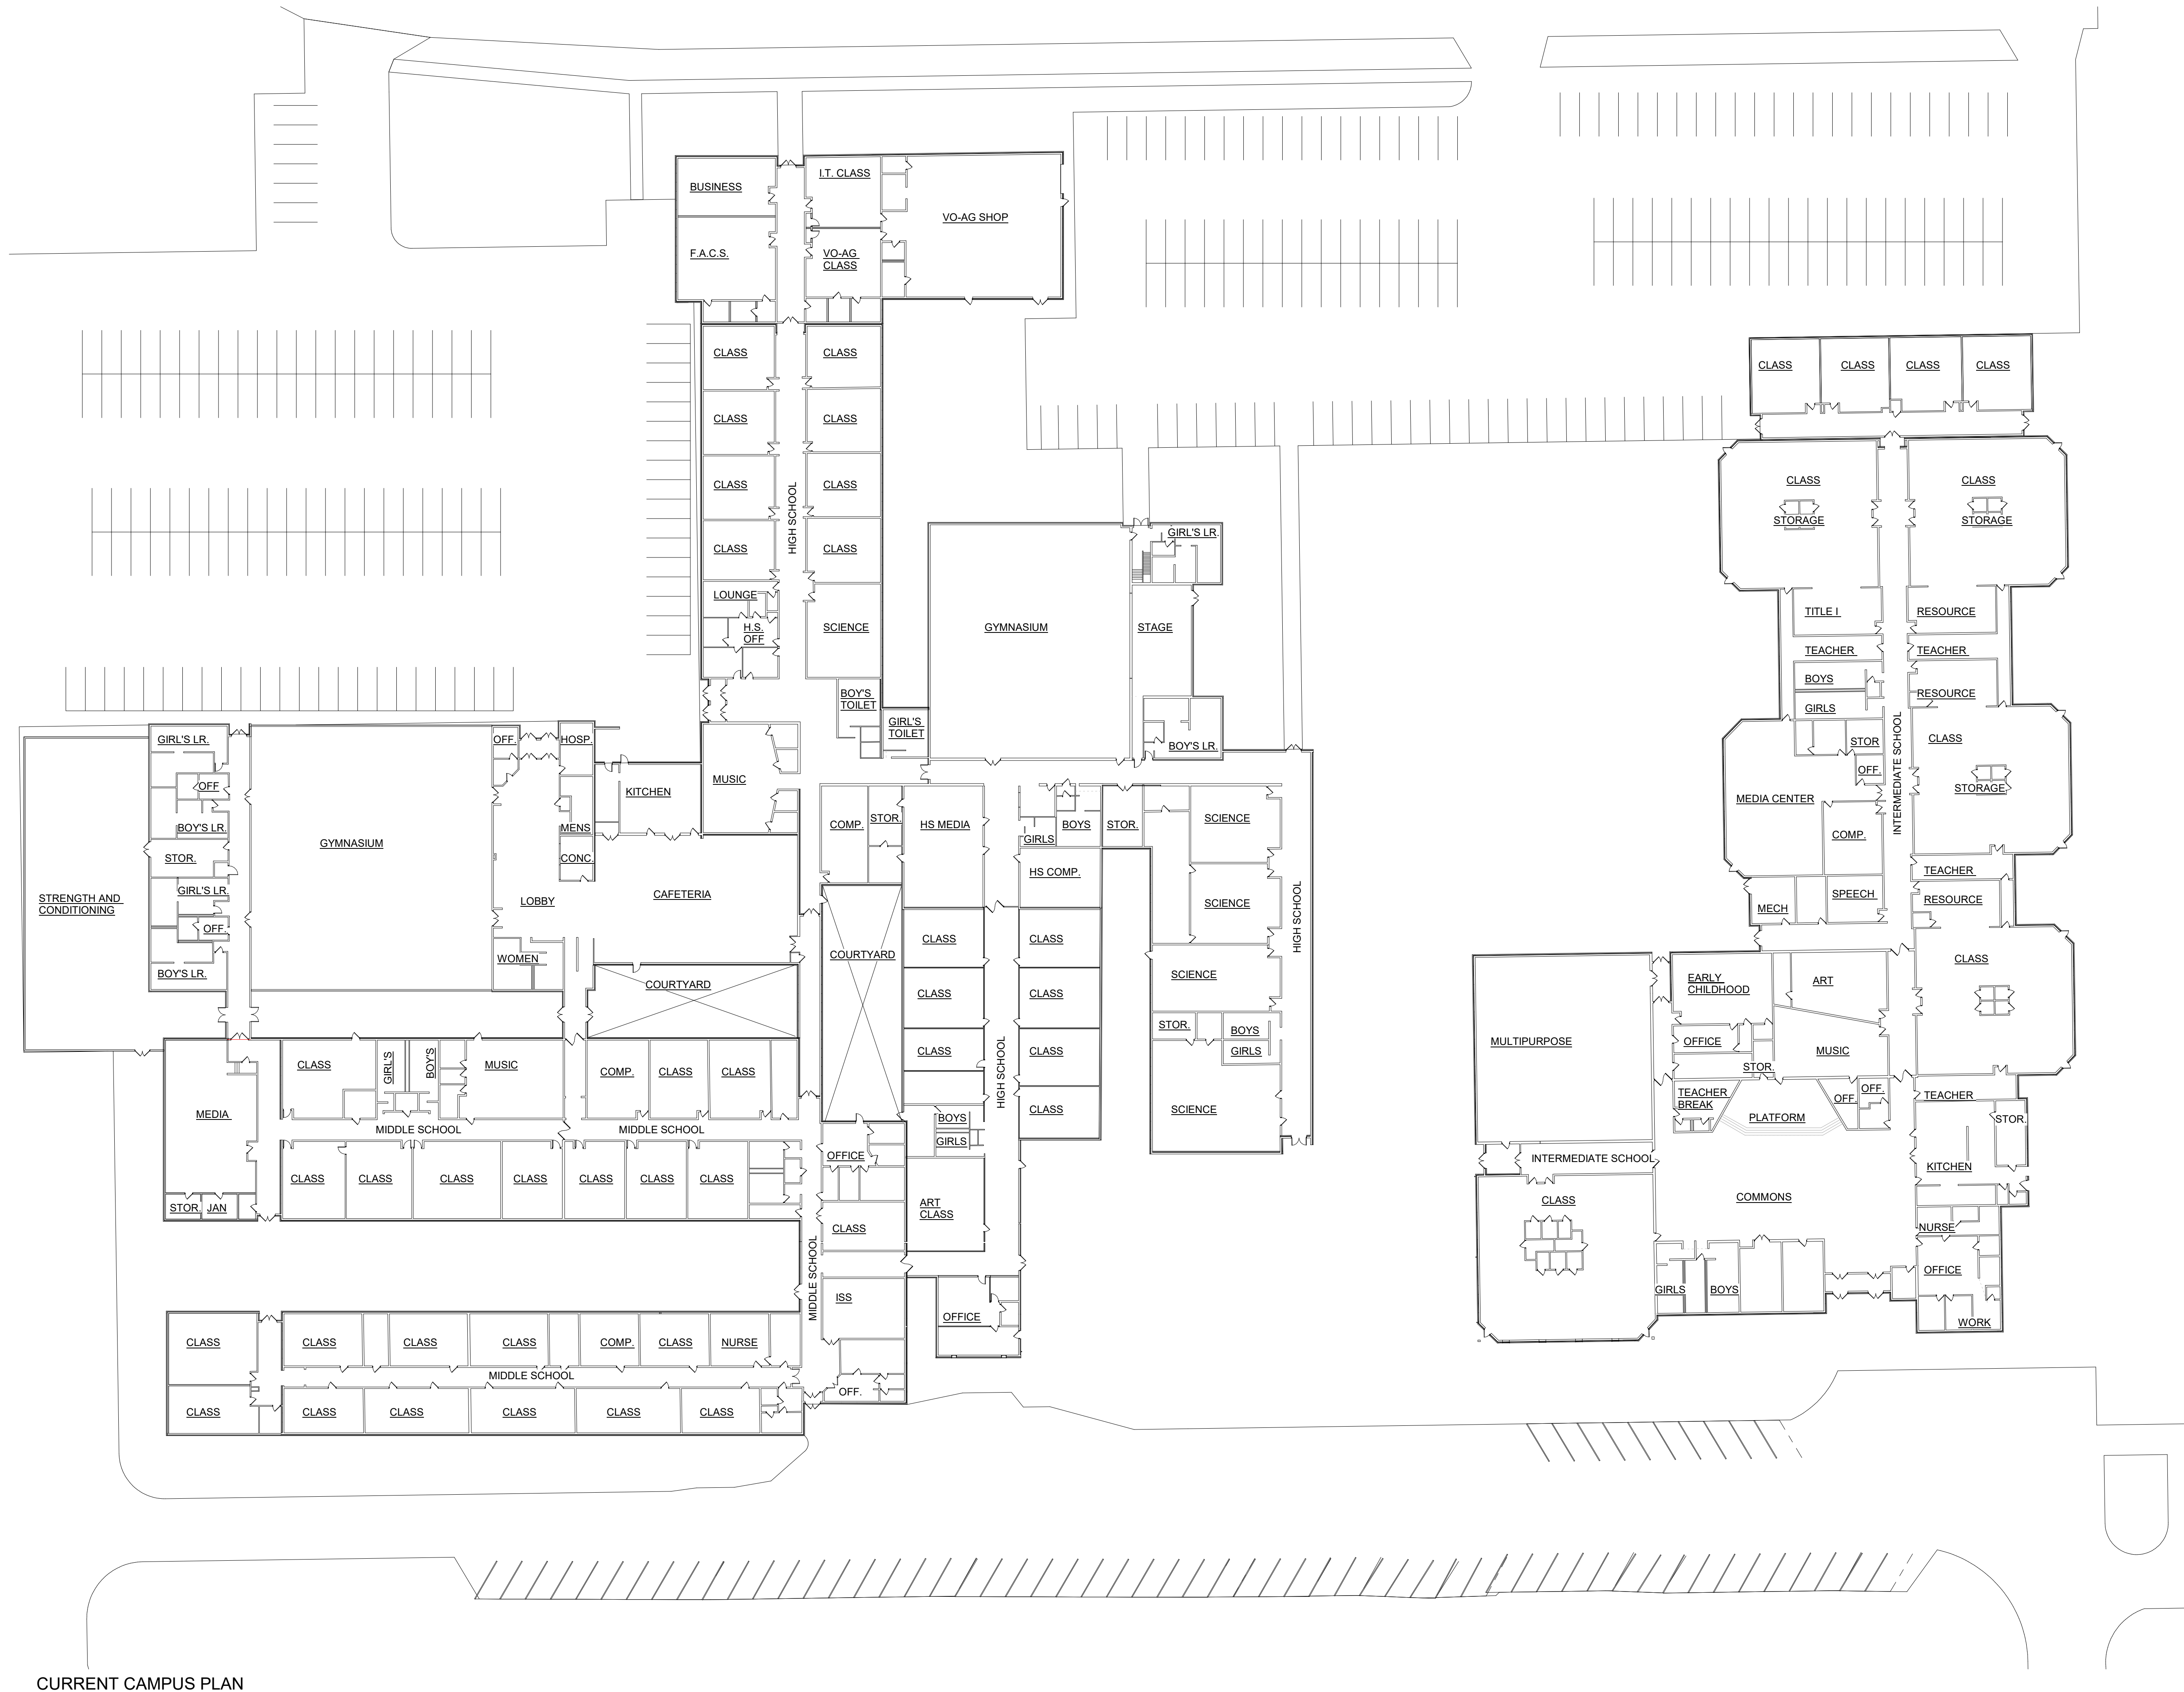 BUSINESS
I.T. CLASS
VO-AG SHOP
F.A.C.S.
VO-AG
CLASS
CLASS
CLASS
CLASS
CLASS
CLASS
CLASS
CLASS
CLASS
HIGH SCHOOL
LOUNGE
H.S.
OFF
SCIENCE
BOY'S
TOILET
GIRL'S
TOILET
GYMNASIUM
STAGE
GIRL'S LR.
BOY'S LR.
GIRL'S LR.
OFF
BOY'S LR.
STOR.
GIRL'S LR.
OFF.
BOY'S LR.
STRENGTH AND
CONDITIONING
GYMNASIUM
OFF.
HOSP.
MENS
CONC.
LOBBY
WOMEN
KITCHEN
MUSIC
CAFETERIA
COURTYARD
COMP.
STOR.
HS MEDIA
GIRLS
BOYS
STOR.
HS COMP.
SCIENCE
SCIENCE
SCIENCE
STOR.
BOYS
GIRLS
SCIENCE
HIGH SCHOOL
COURTYARD
CLASS
CLASS
CLASS
CLASS
CLASS
CLASS
CLASS
HIGH SCHOOL
BOYS
GIRLS
ART
CLASS
OFFICE
MEDIA
STOR.
JAN
CLASS
GIRL'S
BOY'S
MUSIC
COMP.
CLASS
CLASS
MIDDLE SCHOOL
MIDDLE SCHOOL
CLASS
CLASS
CLASS
CLASS
CLASS
CLASS
CLASS
OFFICE
CLASS
MIDDLE SCHOOL
ISS
OFF.
CLASS
CLASS
CLASS
CLASS
COMP.
CLASS
NURSE
MIDDLE SCHOOL
CLASS
CLASS
CLASS
CLASS
CLASS
CLASS
CLASS
CLASS
CLASS
CLASS
CLASS
STORAGE
CLASS
STORAGE
TITLE I
RESOURCE
TEACHER
TEACHER
BOYS
RESOURCE
GIRLS
INTERMEDIATE SCHOOL
STOR
OFF.
CLASS
STORAGE
MEDIA CENTER
COMP.
TEACHER
SPEECH
RESOURCE
MECH
CLASS
EARLY
CHILDHOOD
ART
MULTIPURPOSE
OFFICE
MUSIC
STOR.
TEACHER
BREAK
PLATFORM
OFF.
OFF.
TEACHER
STOR.
INTERMEDIATE SCHOOL
KITCHEN
CLASS
COMMONS
NURSE
OFFICE
GIRLS
BOYS
WORK
CURRENT CAMPUS PLAN